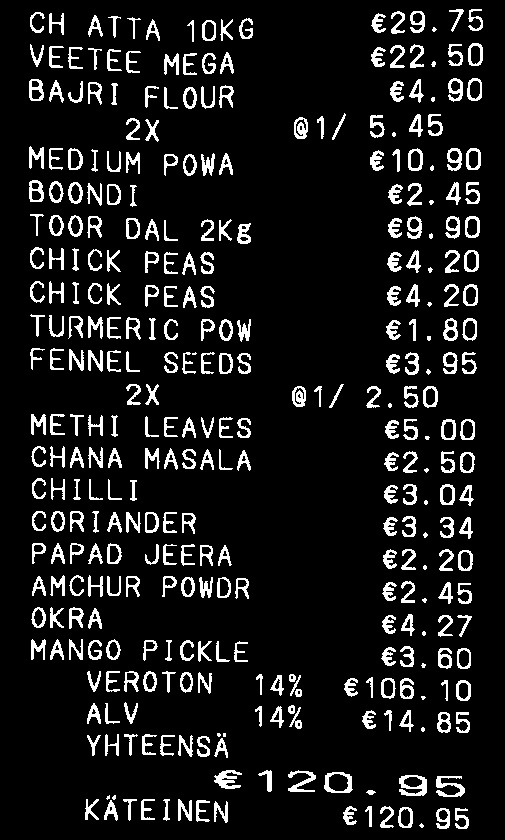 CH ATTA 10KG €29.75
VEETEE MEGA €22.50
BAJRI FLOUR €4.90
2X @1/ 5.45
MEDIUM POWA €10.90
BOONDI €2.45
TOOR DAL 2Kg €9.90
CHICK PEAS €4.20
CHICK PEAS €4.20
TURMERIC POW €1.80
FENNEL SEEDS €3.95
2X @1/ 2.50
METHI LEAVES €5.00
CHANA MASALA €2.50
CHILLI €3.04
CORIANDER €3.34
PAPAD JEERA €2.20
AMCHUR POWDR €2.45
OKRA €4.27
MANGO PICKLE €3.60
VEROTON 14% €106.10
ALV 14% €14.85
YHTEENSÄ
€120.95
KÄTEINEN €120.95